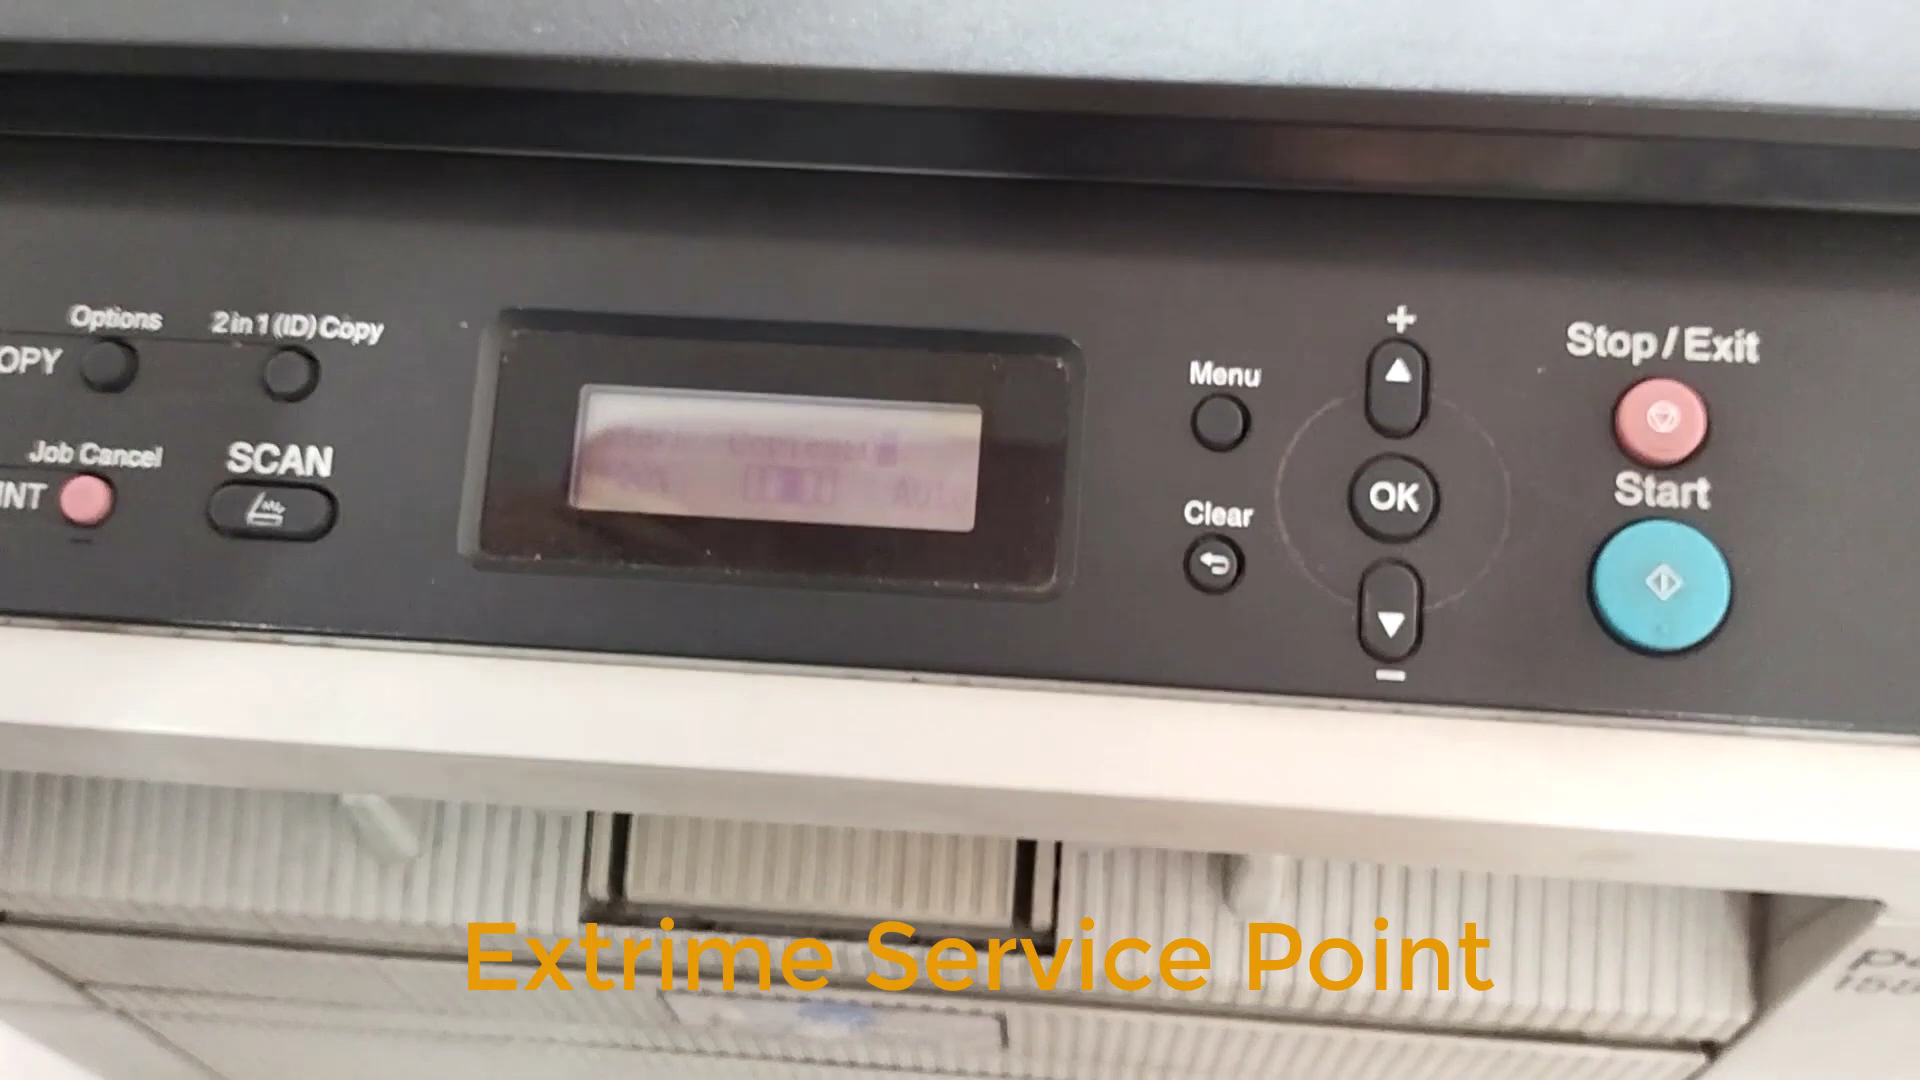 Options
2 in 1 (ID) Copy
OPY
Job Cancel
SCAN
INT
Menu
Clear
+
OK
-
Stop / Exit
Start
Auto
Extrime Service Point